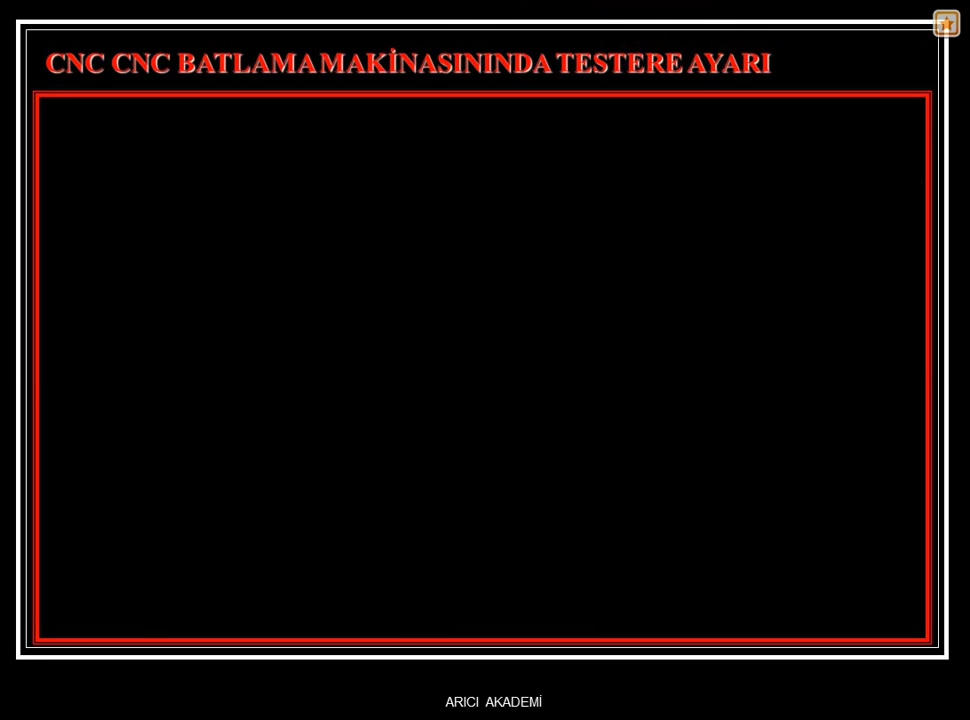 CNC CNC BATLAMA MAKİNASININDA TESTERE AYARI
ARICI AKADEMİ